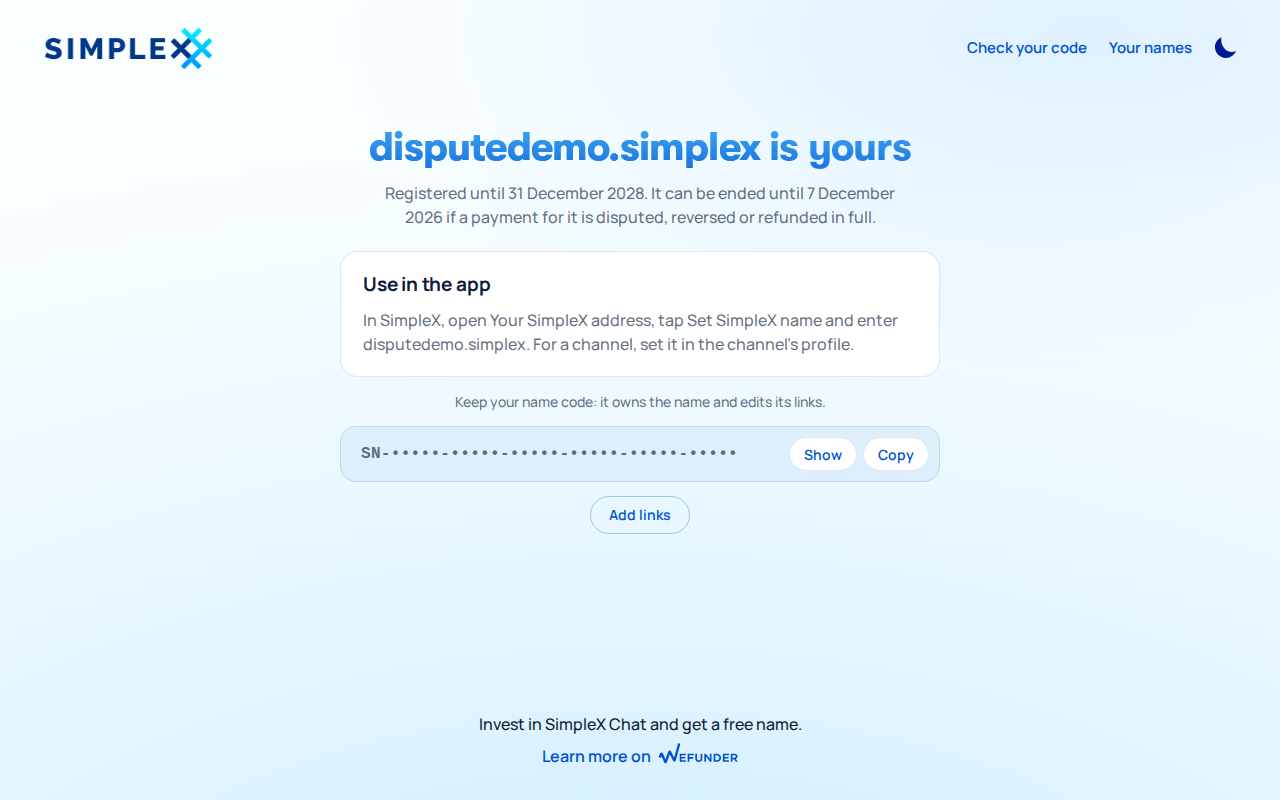 SIMPLEX
Check your code
Your names
disputedemo.simplex is yours
Registered until 31 December 2028. It can be ended until 7 December
2026 if a payment for it is disputed, reversed or refunded in full.
Use in the app
In SimpleX, open Your SimpleX address, tap Set SimpleX name and enter
disputedemo.simplex. For a channel, set it in the channel's profile.
Keep your name code: it owns the name and edits its links.
SN-•••••-•••••-•••••-•••••-•••••-•••••
Show
Copy
Add links
Invest in SimpleX Chat and get a free name.
Learn more on WEFUNDER